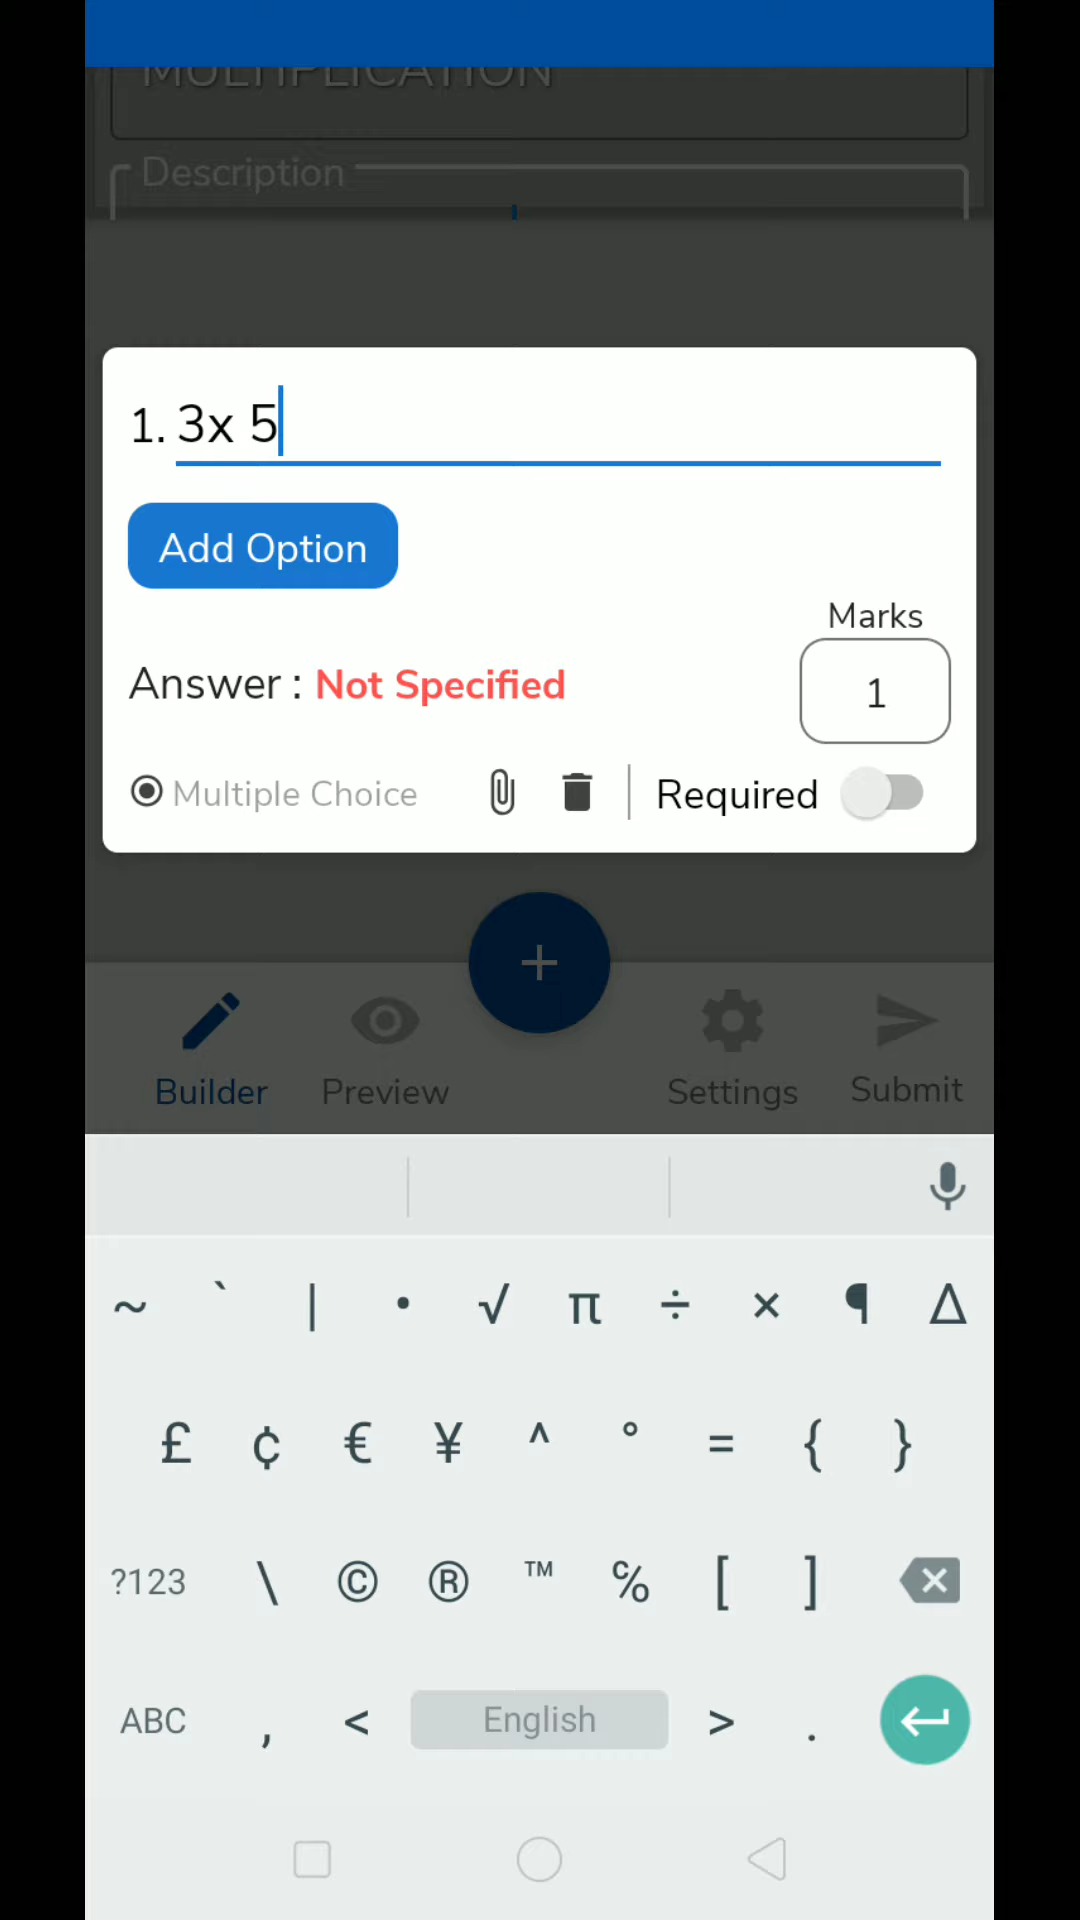 MULTIPLICATION
Description
1. 3x 5
Add Option
Marks
Answer : Not Specified
1
Multiple Choice
Required
+
Builder
Preview
Settings
Submit
~ ` | • √ π ÷ × ¶ Δ
£ ¢ € ¥ ^ ° = { }
?123 \ © ® ™ ℅ [ ]
ABC , < English > .